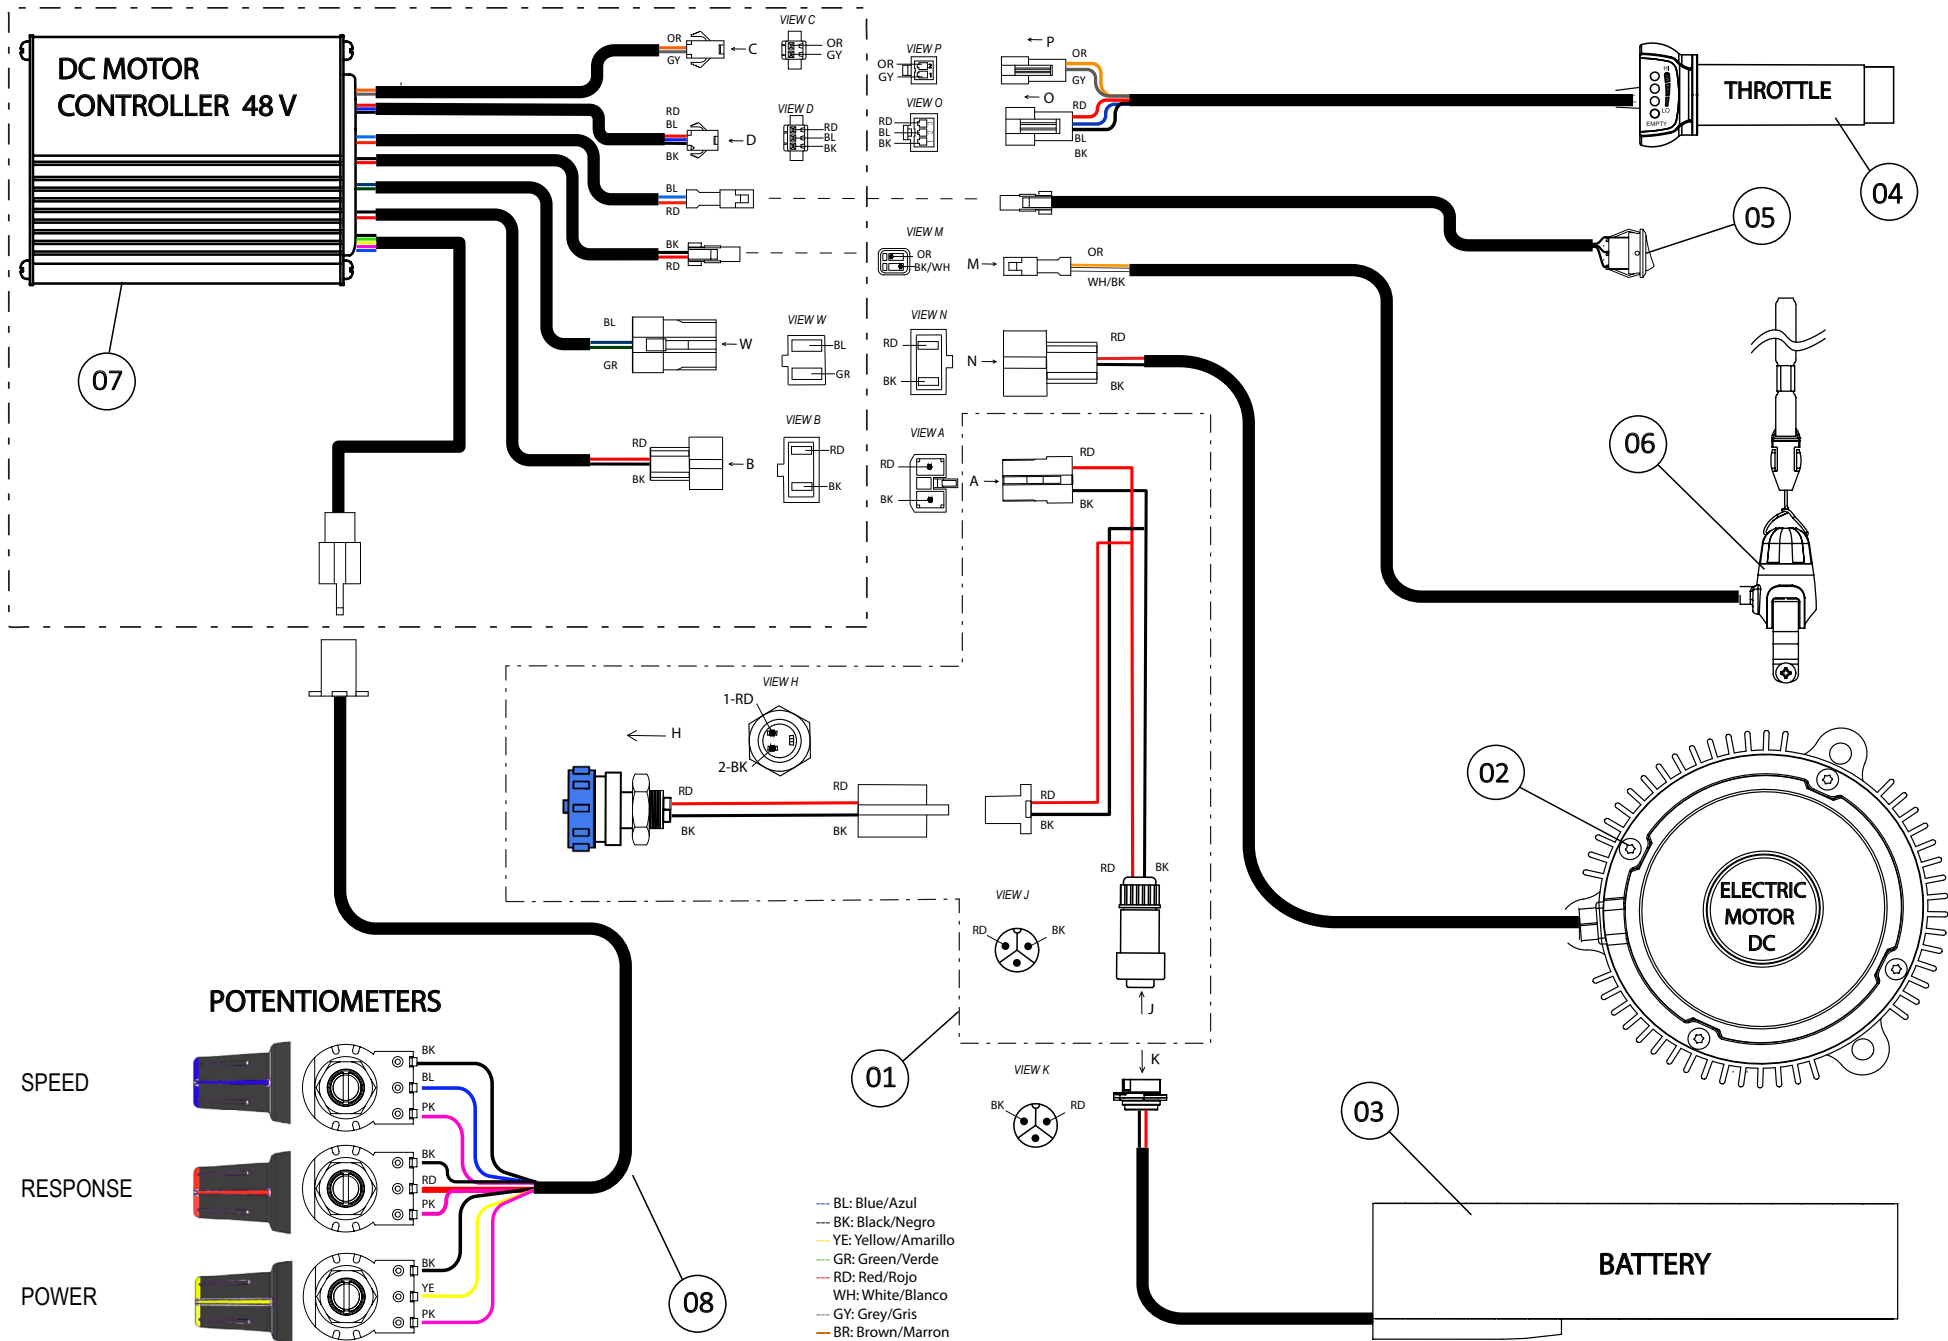 DC MOTOR
CONTROLLER 48 V
OR
GY
C
VIEW C
OR
GY
RD
BL
BK
D
VIEW D
RD
BL
BK
BL
RD
BK
RD
BL
GR
W
VIEW W
BL
GR
RD
BK
B
VIEW B
RD
BK
07
VIEW P
OR
GY
2
1
P
OR
GY
VIEW O
RD
BL
BK
O
RD
BL
BK
HI
LO
EMPTY
THROTTLE
04
05
VIEW M
OR
BK/WH
M
OR
WH/BK
VIEW N
RD
BK
N
RD
BK
06
VIEW A
RD
BK
A
RD
BK
VIEW H
1-RD
2-BK
H
RD
BK
RD
BK
RD
BK
RD
BK
VIEW J
RD
BK
J
01
02
ELECTRIC
MOTOR
DC
K
VIEW K
BK
RD
03
BATTERY
POTENTIOMETERS
SPEED
BK
BL
PK
RESPONSE
BK
RD
PK
POWER
BK
YE
PK
08
BL: Blue/Azul
BK: Black/Negro
YE: Yellow/Amarillo
GR: Green/Verde
RD: Red/Rojo
WH: White/Blanco
GY: Grey/Gris
BR: Brown/Marron